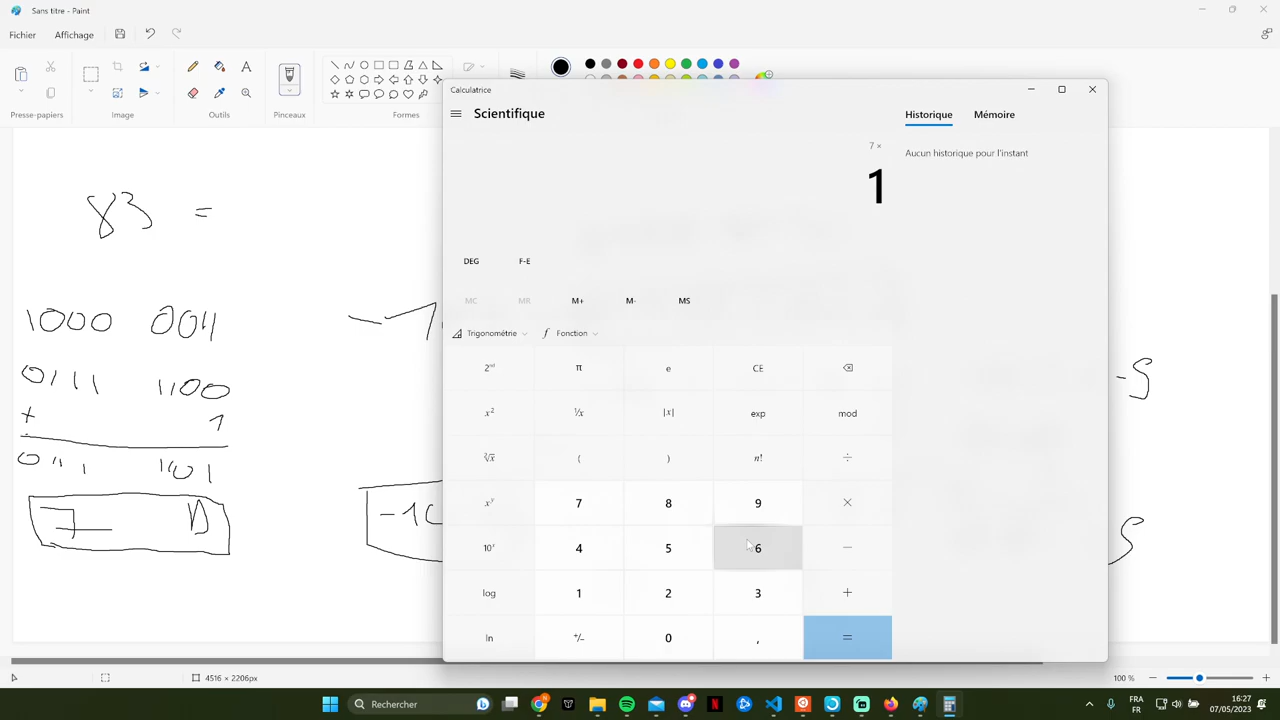 Sans titre - Paint
Fichier Affichage
Presse-papiers Image Outils Pinceaux Formes
Calculatrice
Scientifique
Historique Mémoire
7 ×
Aucun historique pour l'instant
1
DEG F-E
MC MR M+ M- MS
Trigonométrie Fonction
2ⁿᵈ π e CE
x² ¹/x |x| exp mod
²√x ( ) n! ÷
xʸ 7 8 9 ×
10ˣ 4 5 6 −
log 1 2 3 +
ln +/− 0 , =
83 =
1000 0011
0111 1100
+ 1
0111 1101
7 D
4516 × 2206px
100 %
Rechercher
FRA
FR
16:27
07/05/2023